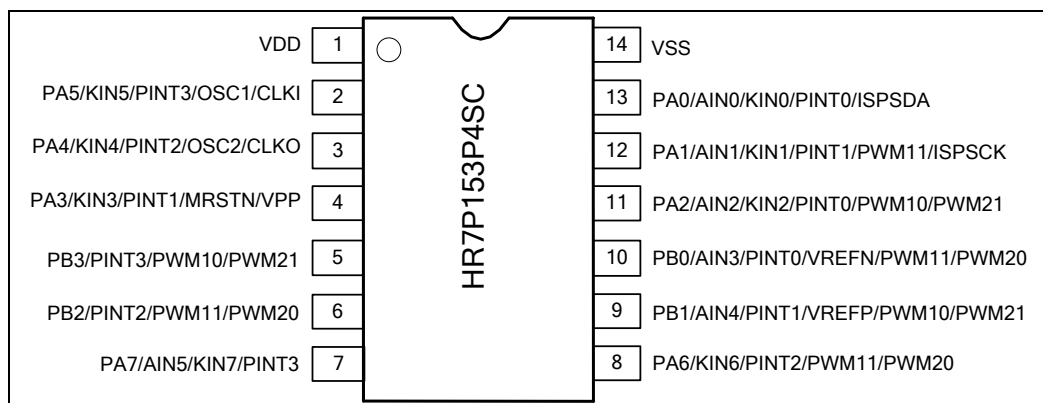 VDD 1
PA5/KIN5/PINT3/OSC1/CLKI 2
PA4/KIN4/PINT2/OSC2/CLKO 3
PA3/KIN3/PINT1/MRSTN/VPP 4
PB3/PINT3/PWM10/PWM21 5
PB2/PINT2/PWM11/PWM20 6
PA7/AIN5/KIN7/PINT3 7
HR7P153P4SC
14 VSS
13 PA0/AIN0/KIN0/PINT0/ISPSDA
12 PA1/AIN1/KIN1/PINT1/PWM11/ISPSCK
11 PA2/AIN2/KIN2/PINT0/PWM10/PWM21
10 PB0/AIN3/PINT0/VREFN/PWM11/PWM20
9 PB1/AIN4/PINT1/VREFP/PWM10/PWM21
8 PA6/KIN6/PINT2/PWM11/PWM20